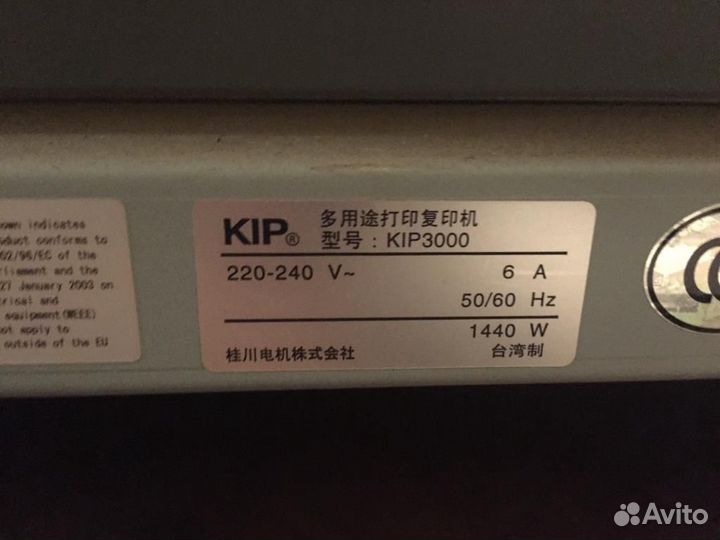 own indicates
duct conforms to
02/96/EC of the
rliament and the
27 January 2003 on
trical and
equipment(WEEE)
not apply to
outside of the EU
KIP®
多用途打印复印机
型号：KIP3000
220-240 V~ 6 A
50/60 Hz
1440 W
桂川电机株式会社 台湾制
Avito